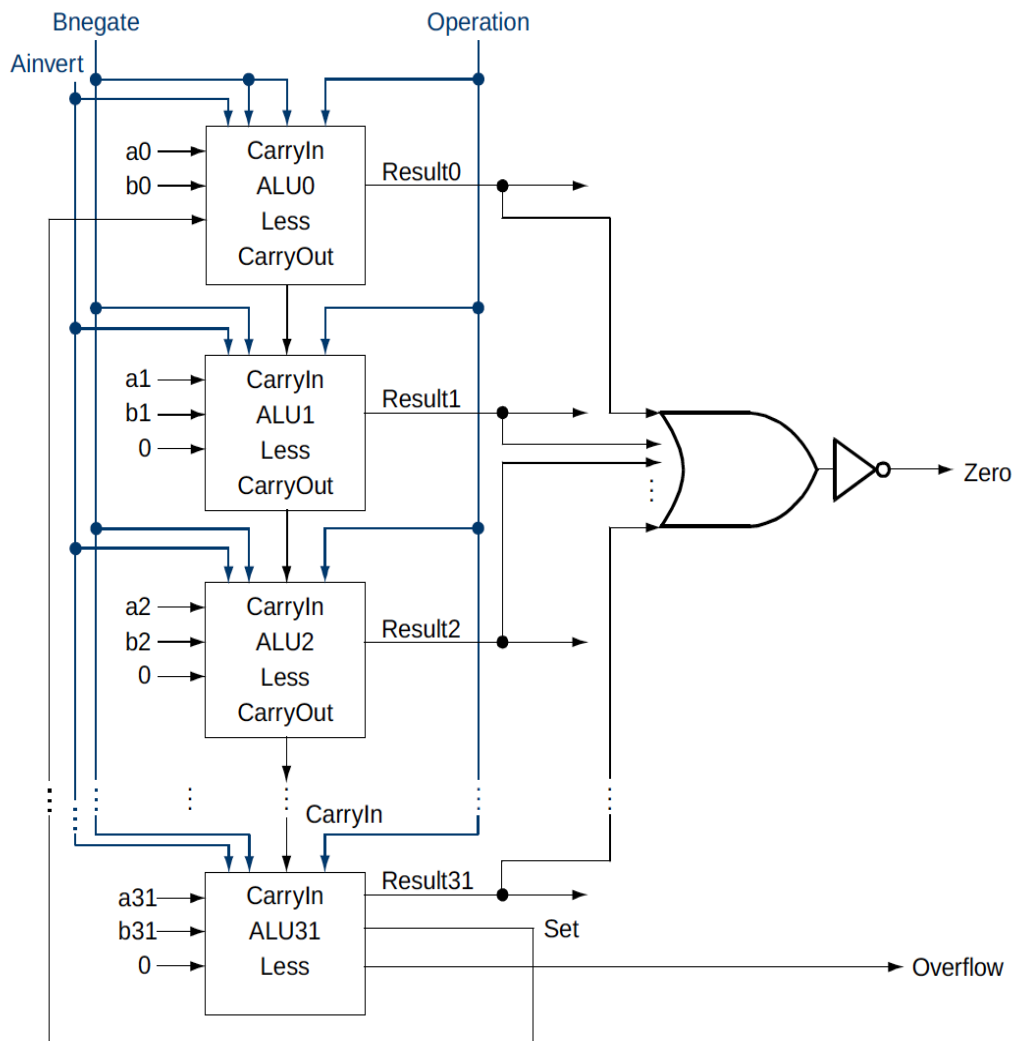 Bnegate
Operation
Ainvert
a0
CarryIn
Result0
b0
ALU0
Less
CarryOut
a1
CarryIn
Result1
b1
ALU1
0
Less
CarryOut
Zero
a2
CarryIn
Result2
b2
ALU2
0
Less
CarryOut
CarryIn
a31
CarryIn
Result31
b31
ALU31
Set
0
Less
Overflow